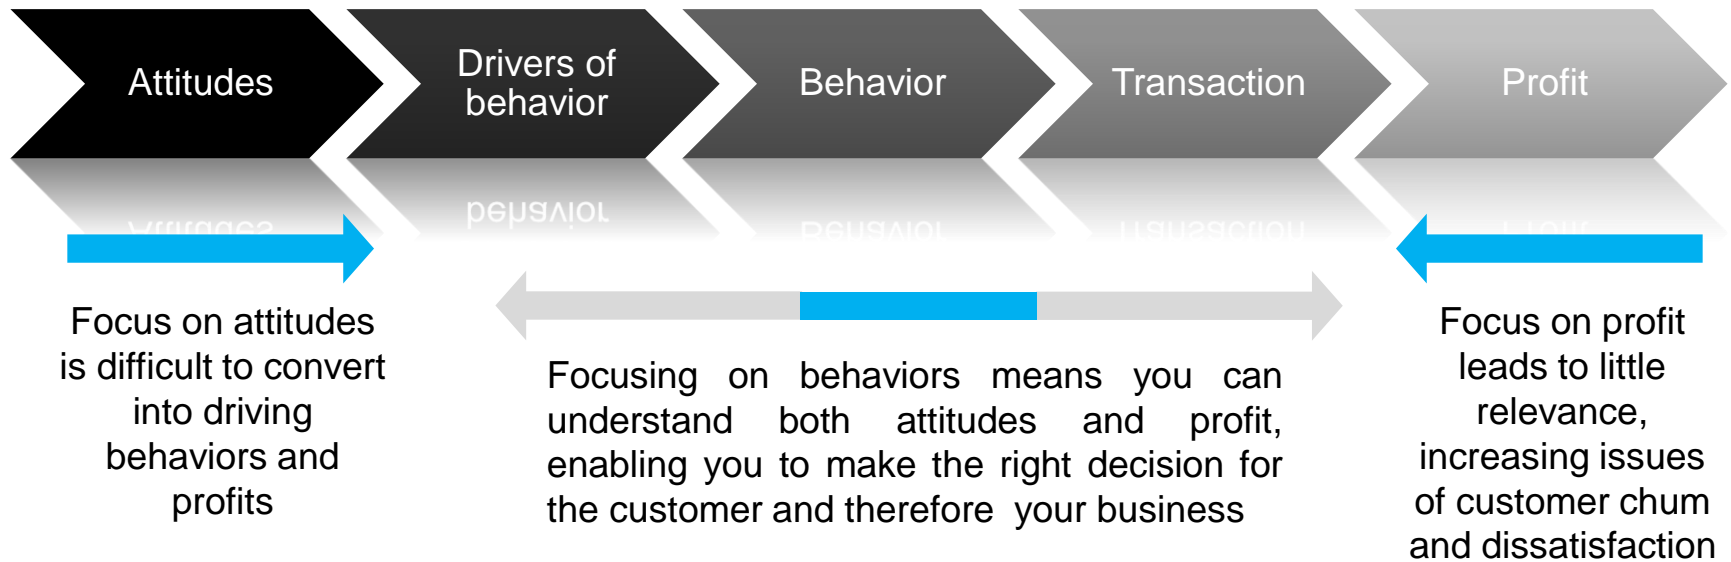 Attitudes
Drivers of
behavior
Behavior
Transaction
Profit
Focus on attitudes
is difficult to convert
into driving
behaviors and
profits
Focusing on behaviors means you can
understand both attitudes and profit,
enabling you to make the right decision for
the customer and therefore your business
Focus on profit
leads to little
relevance,
increasing issues
of customer chum
and dissatisfaction